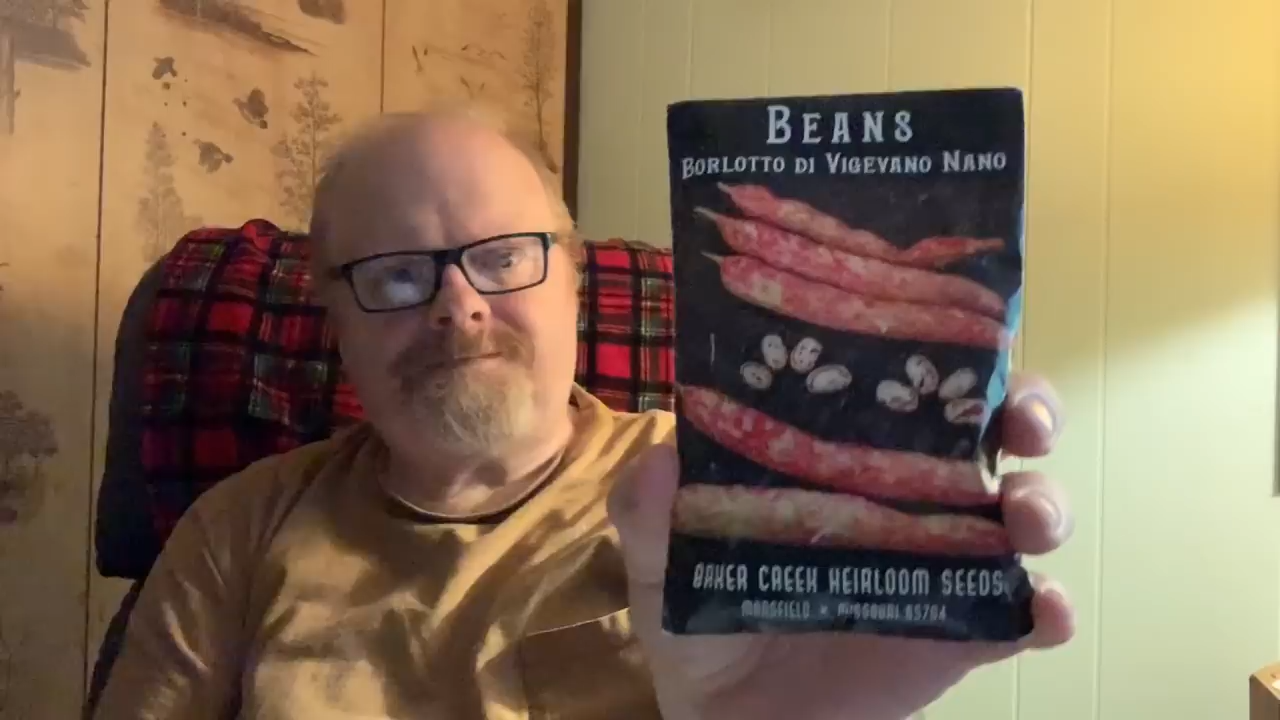 BEANS
BORLOTTO DI VIGEVANO NANO
BAKER CREEK HEIRLOOM SEEDS
MANSFIELD ★ MISSOURI 65704